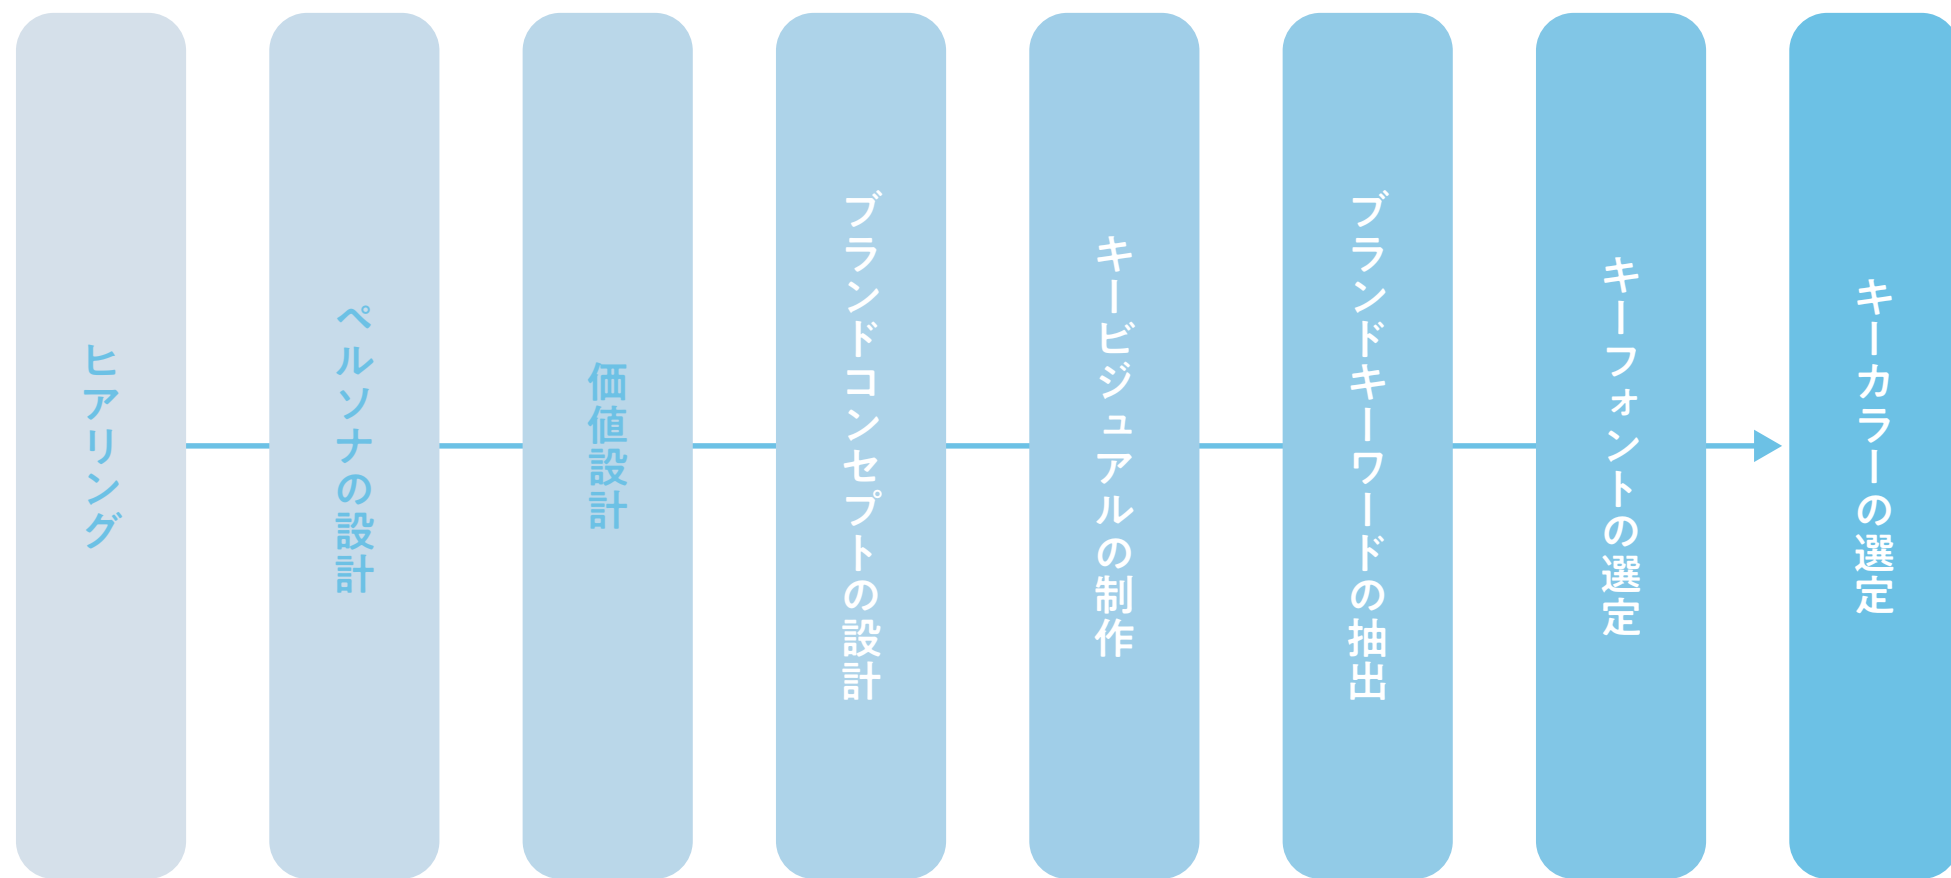 ヒアリング
ペルソナの設計
価値設計
ブランドコンセプトの設計
キービジュアルの制作
ブランドキーワードの抽出
キーフォントの選定
キーカラーの選定